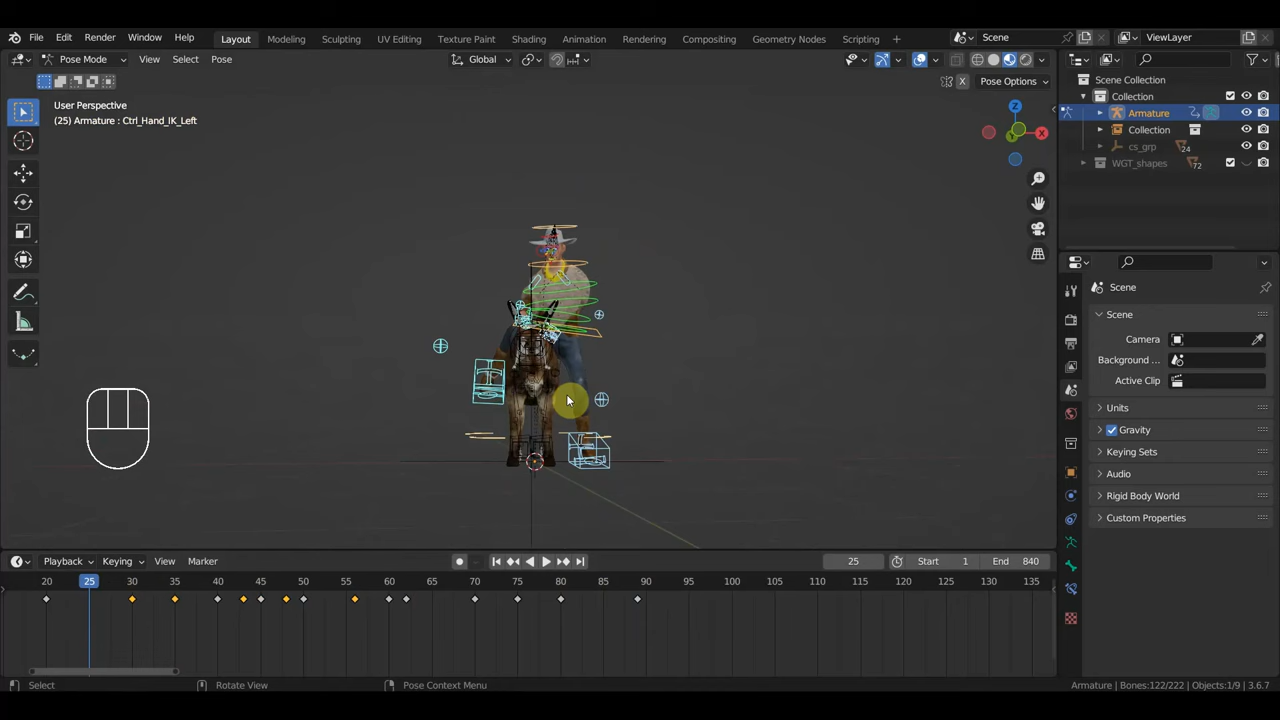 File Edit Render Window Help Layout Modeling Sculpting UV Editing Texture Paint Shading Animation Rendering Compositing Geometry Nodes Scripting Scene ViewLayer
Pose Mode View Select Pose Global
X Pose Options
Scene Collection
Collection
Armature
Collection
cs_grp 24
WGT_shapes 72
User Perspective
(25) Armature : Ctrl_Hand_IK_Left
Z
X
Y
Scene
Scene
Camera
Background ...
Active Clip
Units
Gravity
Keying Sets
Audio
Rigid Body World
Custom Properties
Playback Keying View Marker 25 Start 1 End 840
20 25 30 35 40 45 50 55 60 65 70 75 80 85 90 95 100 105 110 115 120 125 130 135
Select Rotate View Pose Context Menu Armature | Bones:122/222 | Objects:1/9 | 3.6.7